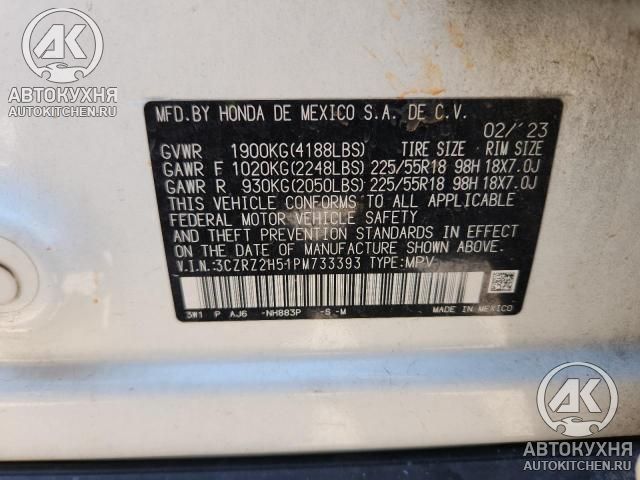 AK
АВТОКУХНЯ
AUTOKITCHEN.RU
MFD.BY HONDA DE MEXICO S.A. DE C.V.
02/'23
GVWR 1900KG(4188LBS) TIRE SIZE RIM SIZE
GAWR F 1020KG(2248LBS) 225/55R18 98H 18X7.0J
GAWR R 930KG(2050LBS) 225/55R18 98H 18X7.0J
THIS VEHICLE CONFORMS TO ALL APPLICABLE
FEDERAL MOTOR VEHICLE SAFETY
AND THEFT PREVENTION STANDARDS IN EFFECT
ON THE DATE OF MANUFACTURE SHOWN ABOVE.
V.I.N.:3CZRZ2H51PM733393 TYPE:MPV
3W1 P AJ6 -NH883P -S -M MADE IN MEXICO
AK
АВТОКУХНЯ
AUTOKITCHEN.RU